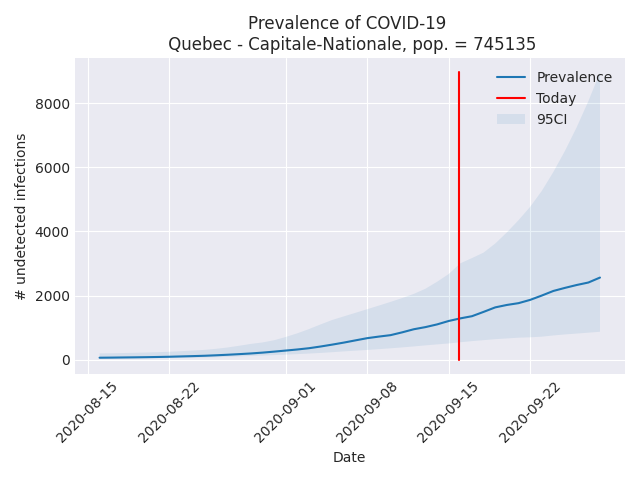 Prevalence of COVID-19
Quebec - Capitale-Nationale, pop. = 745135
Prevalence
Today
95CI
# undetected infections
8000
6000
4000
2000
0
2020-08-15
2020-08-22
2020-09-01
2020-09-08
2020-09-15
2020-09-22
Date